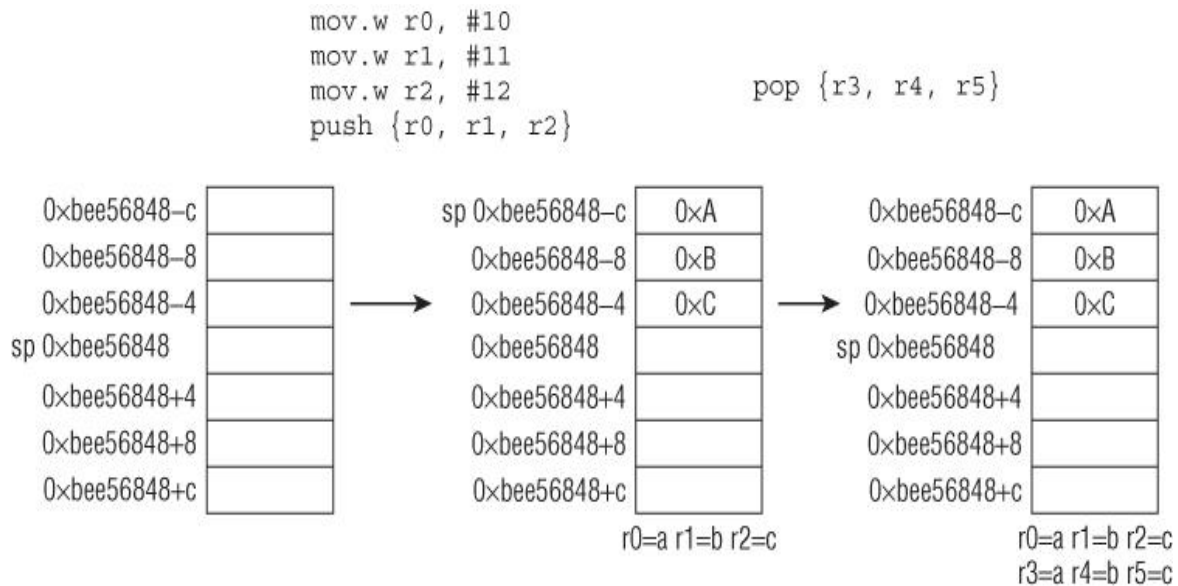 mov.w r0, #10
mov.w r1, #11
mov.w r2, #12
push {r0, r1, r2}
pop {r3, r4, r5}
0×bee56848–c
0×bee56848–8
0×bee56848–4
sp 0×bee56848
0×bee56848+4
0×bee56848+8
0×bee56848+c
sp 0×bee56848–c 0×A
0×bee56848–8 0×B
0×bee56848–4 0×C
0×bee56848
0×bee56848+4
0×bee56848+8
0×bee56848+c
r0=a r1=b r2=c
0×bee56848–c 0×A
0×bee56848–8 0×B
0×bee56848–4 0×C
sp 0×bee56848
0×bee56848+4
0×bee56848+8
0×bee56848+c
r0=a r1=b r2=c
r3=a r4=b r5=c